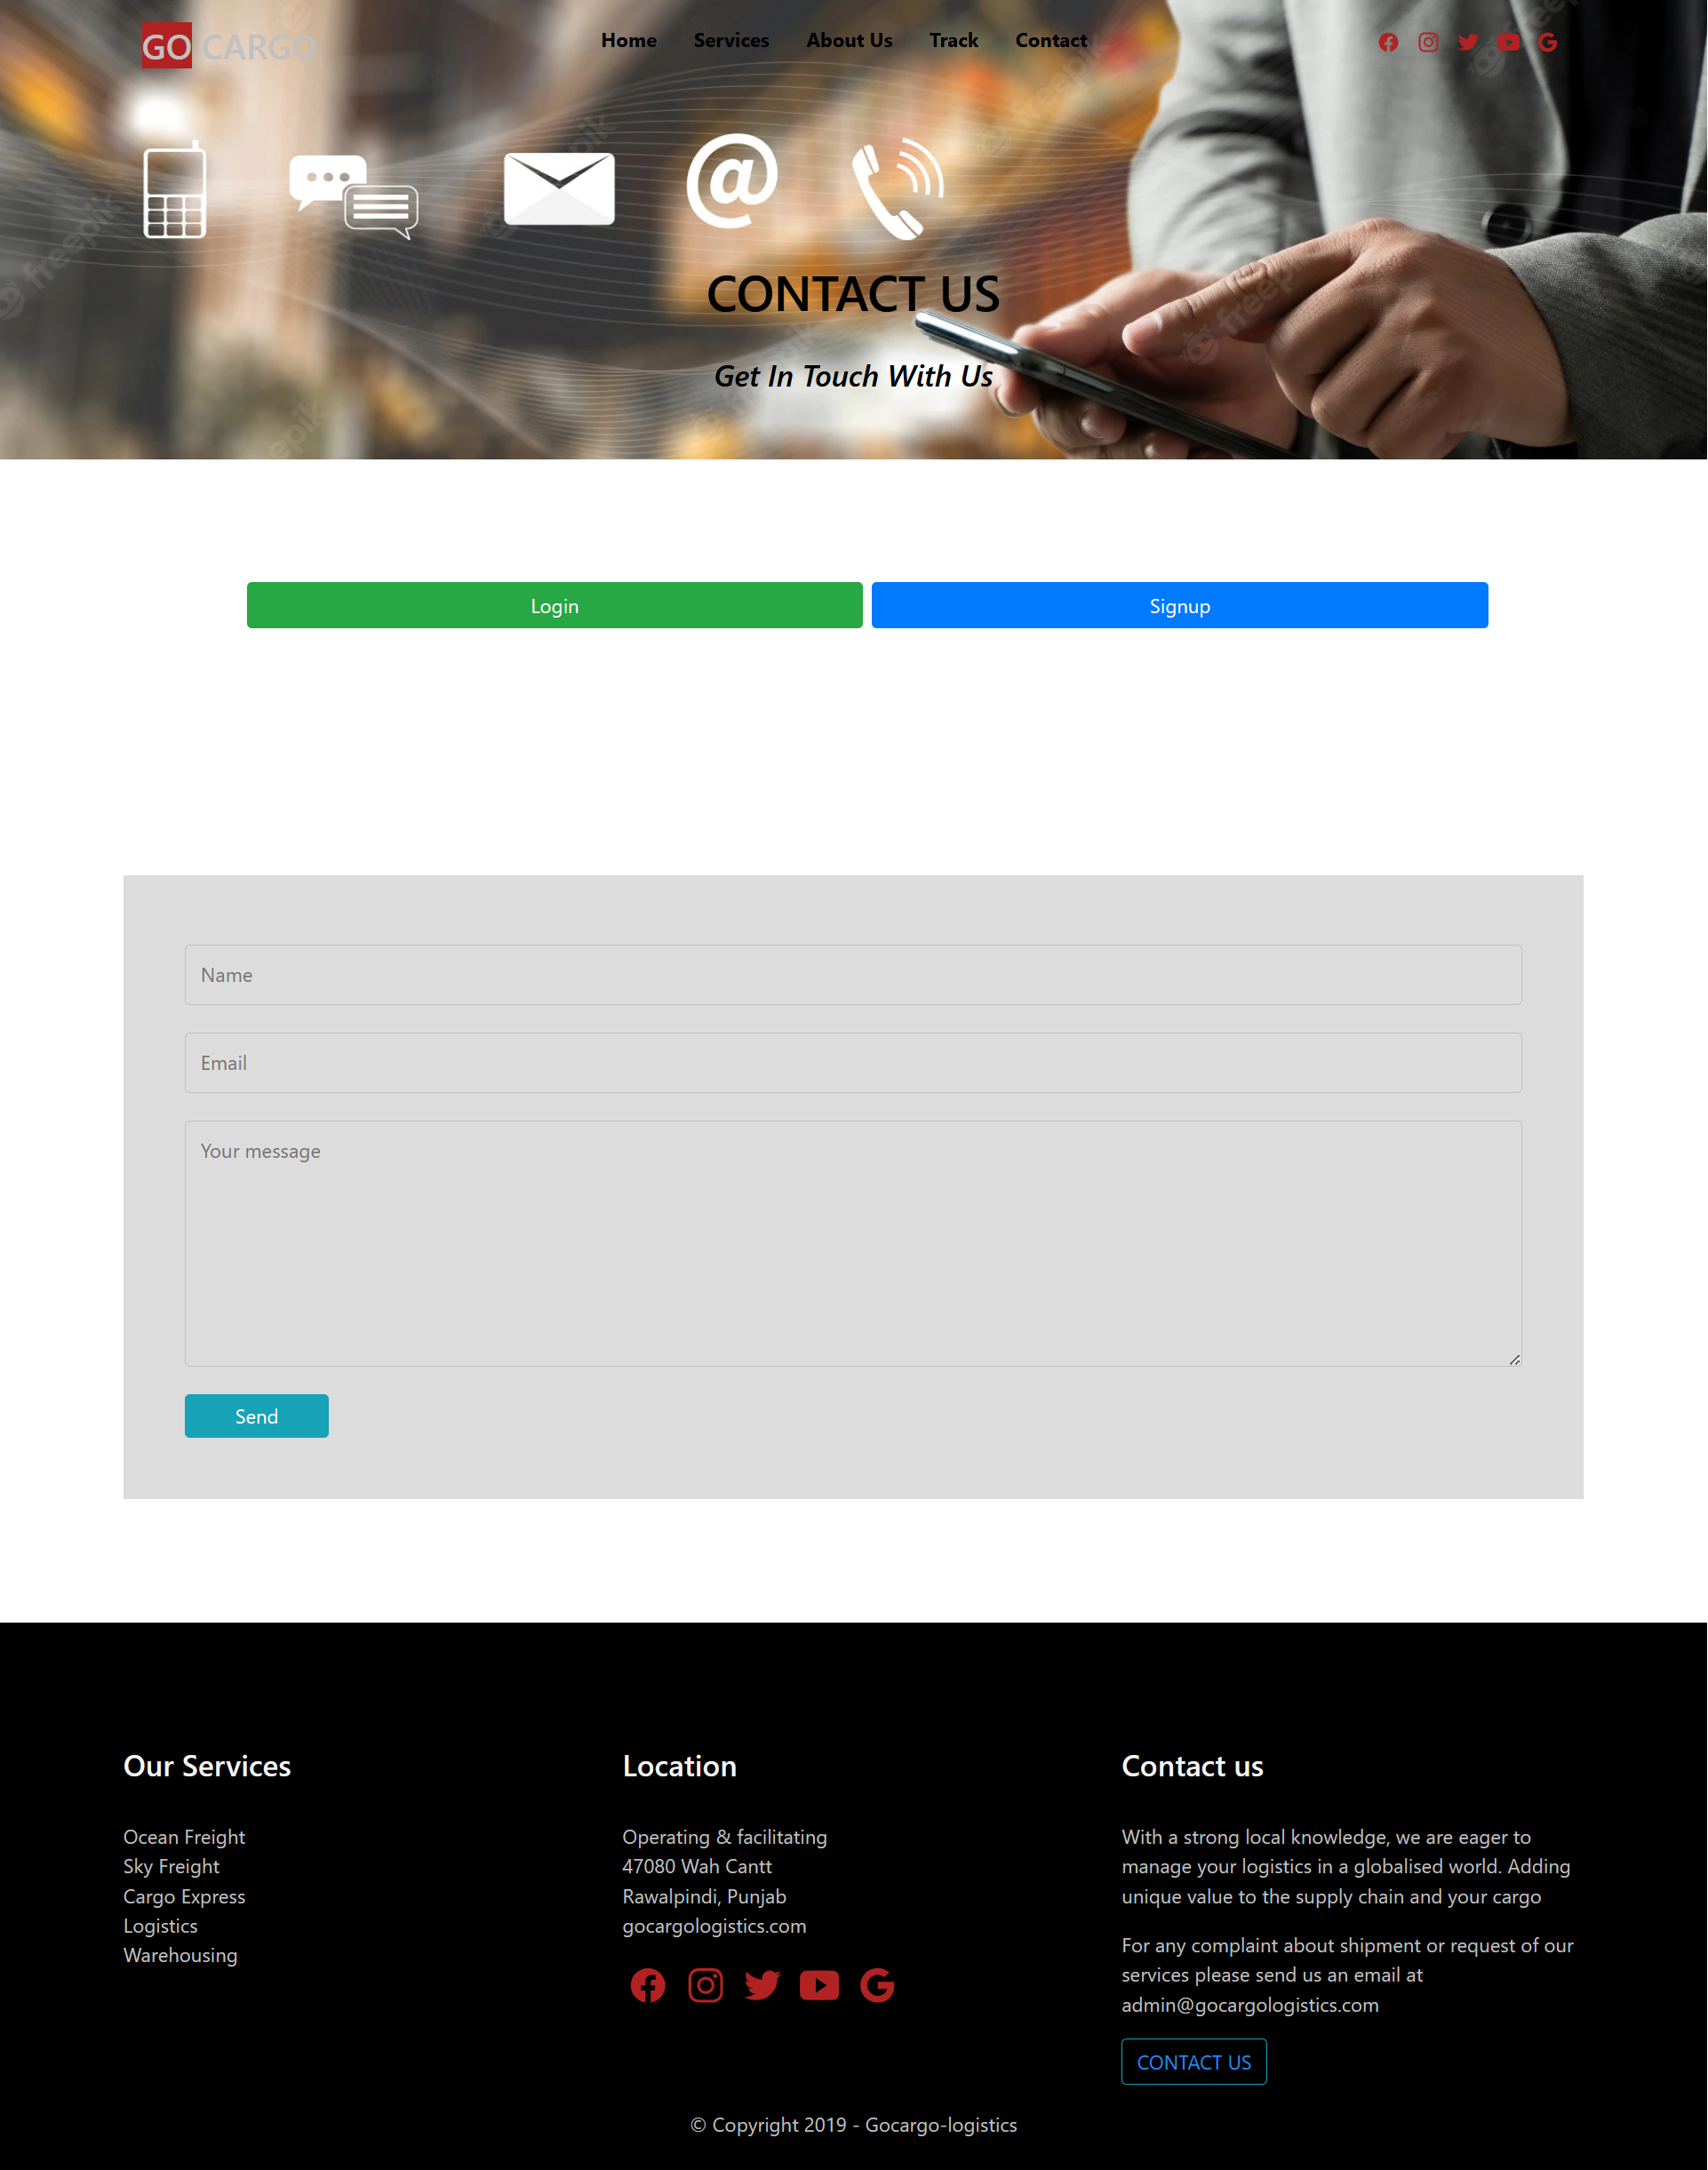 GO CARGO
Home Services About Us Track Contact
CONTACT US
Get In Touch With Us
Login
Signup
Name
Email
Your message
Send
Our Services
Ocean Freight
Sky Freight
Cargo Express
Logistics
Warehousing
Location
Operating & facilitating
47080 Wah Cantt
Rawalpindi, Punjab
gocargologistics.com
Contact us
With a strong local knowledge, we are eager to
manage your logistics in a globalised world. Adding
unique value to the supply chain and your cargo
For any complaint about shipment or request of our
services please send us an email at
admin@gocargologistics.com
CONTACT US
© Copyright 2019 - Gocargo-logistics